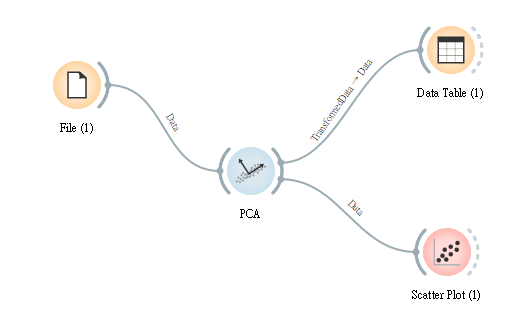 TransformedData → Data
Data Table (1)
Data
File (1)
PCA
Data
Scatter Plot (1)